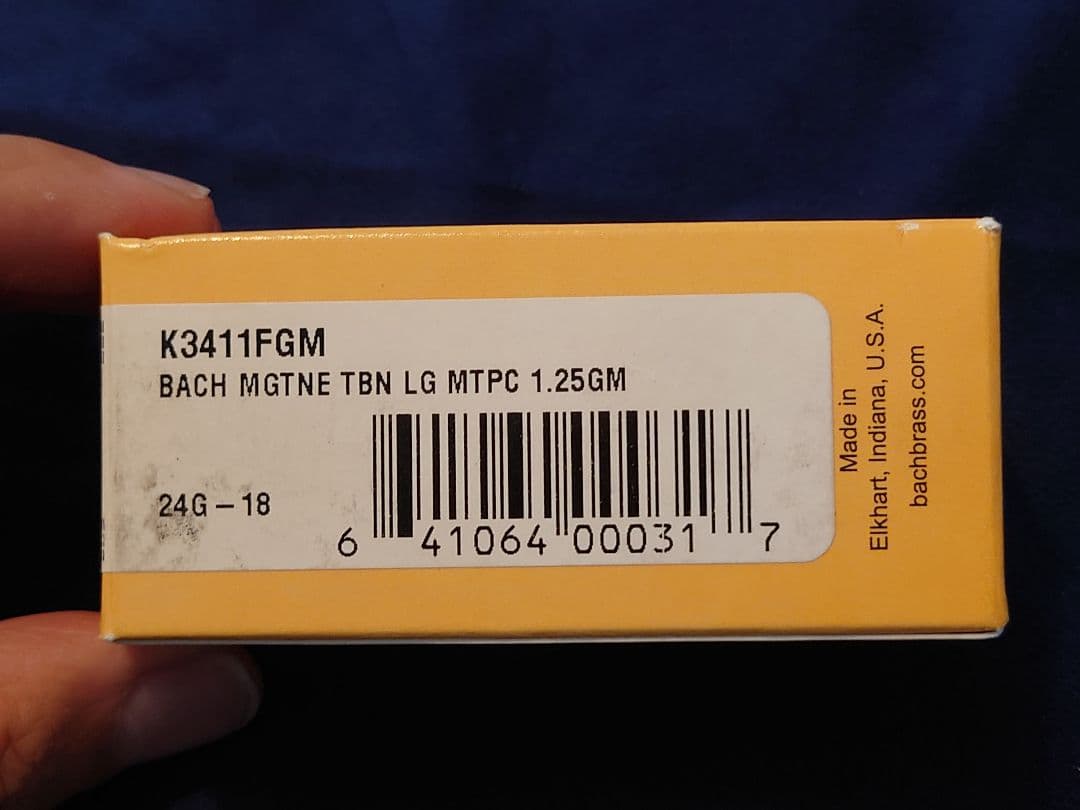 K3411FGM
BACH MGTNE TBN LG MTPC 1.25GM
24G – 18
6 41064 00031 7
Made in
Elkhart, Indiana, U.S.A.
bachbrass.com